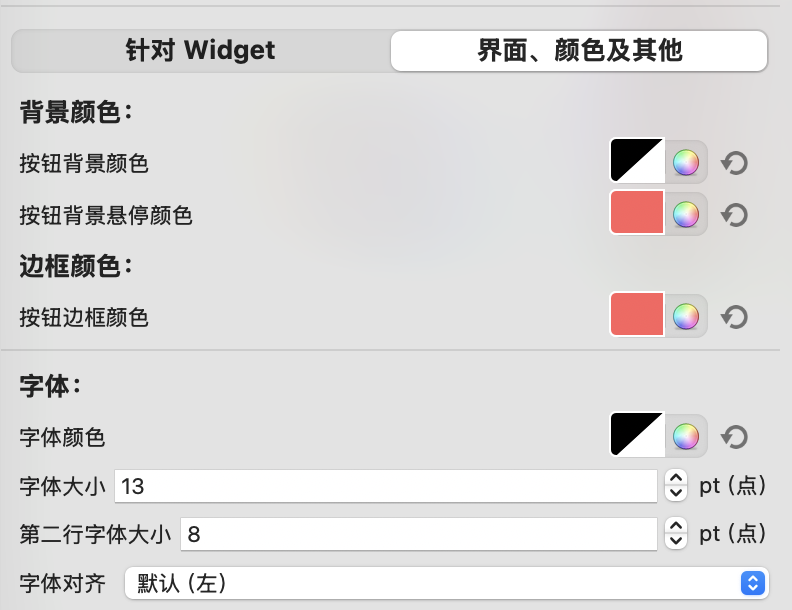 针对 Widget
界面、颜色及其他
背景颜色：
按钮背景颜色
按钮背景悬停颜色
边框颜色：
按钮边框颜色
字体：
字体颜色
字体大小 13 pt (点)
第二行字体大小 8 pt (点)
字体对齐 默认 (左)